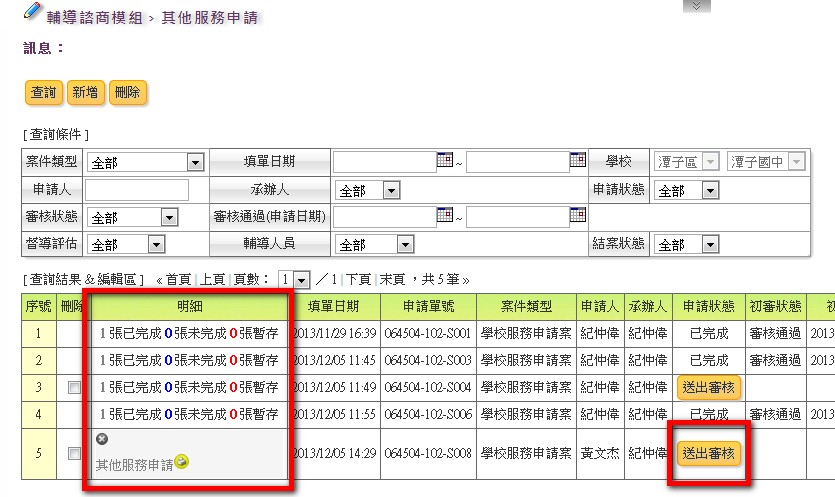 輔導諮商模組 > 其他服務申請
訊息：
查詢 新增 刪除
[ 查詢條件 ]
案件類型 全部 填單日期 ~ 學校 潭子區 潭子國中
申請人 承辦人 全部 申請狀態 全部
審核狀態 全部 審核通過(申請日期) ~
督導評估 全部 輔導人員 全部 結案狀態 全部
[ 查詢結果 & 編輯區 ] « 首頁 | 上頁 | 頁數： 1 ／ 1 | 下頁 | 末頁 ，共 5 筆 »
序號 刪除 明細 填單日期 申請單號 案件類型 申請人 承辦人 申請狀態 初審狀態 初
1 1 張已完成 0 張未完成 0 張暫存 2013/11/29 16:39 064504-102-S001 學校服務申請案 紀仲偉 紀仲偉 已完成 審核通過 2013
2 1 張已完成 0 張未完成 0 張暫存 2013/12/05 11:45 064504-102-S003 學校服務申請案 紀仲偉 紀仲偉 已完成 審核通過 2013
3 1 張已完成 0 張未完成 0 張暫存 2013/12/05 11:49 064504-102-S004 學校服務申請案 紀仲偉 紀仲偉 送出審核
4 1 張已完成 0 張未完成 0 張暫存 2013/12/05 11:55 064504-102-S006 學校服務申請案 紀仲偉 紀仲偉 已完成 審核通過 2013
5 其他服務申請 2013/12/05 14:29 064504-102-S008 學校服務申請案 黃文杰 紀仲偉 送出審核